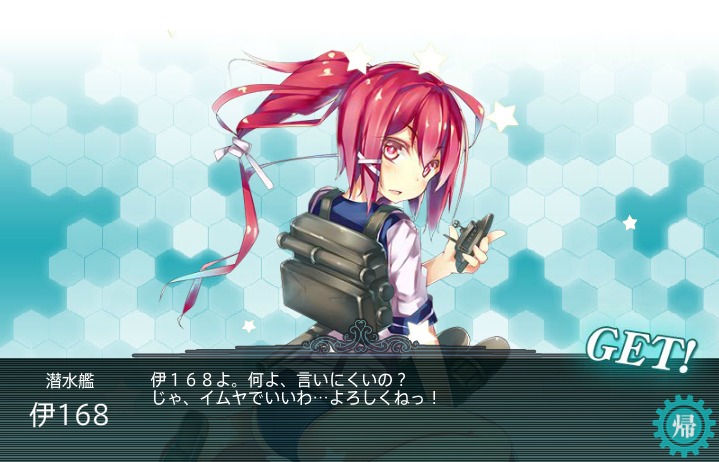 GET!
潜水艦
伊168
伊１６８よ。何よ、言いにくいの？
じゃ、イムヤでいいわ…よろしくねっ！
帰